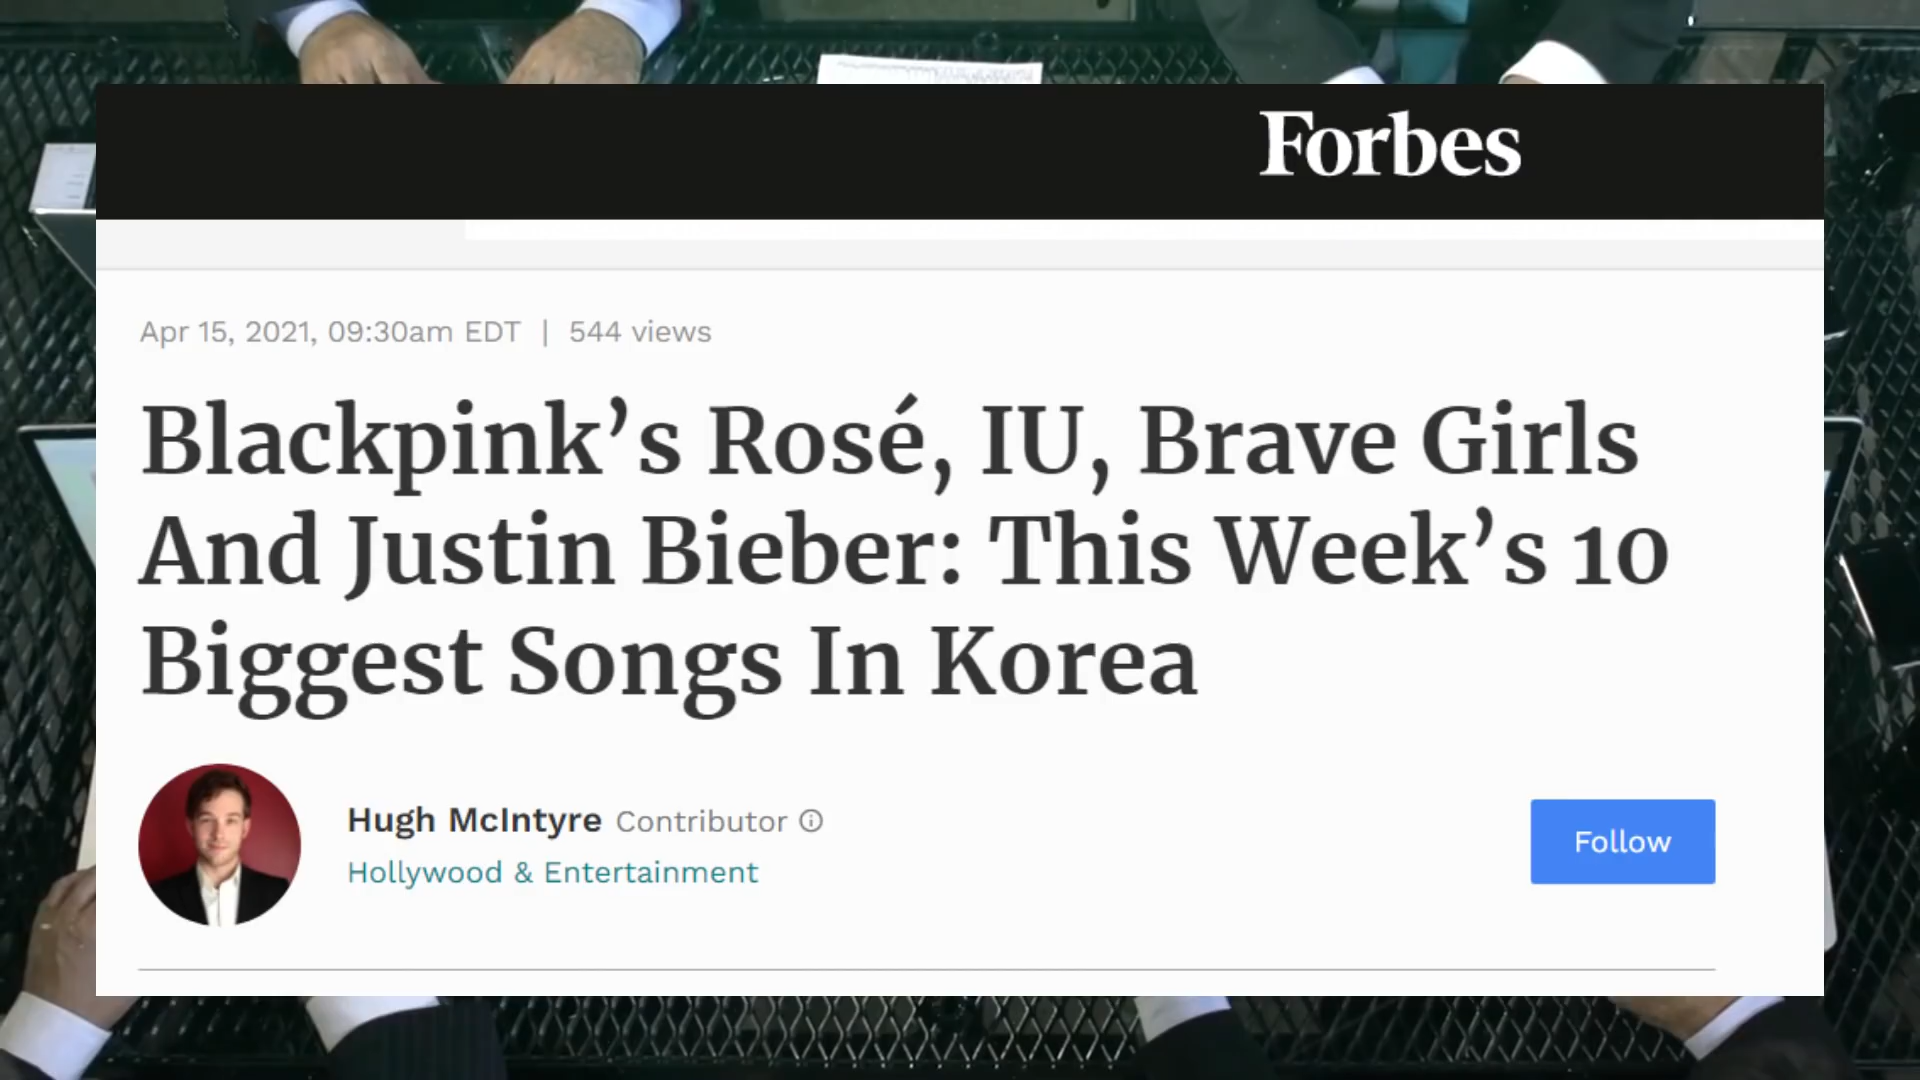 Forbes
Apr 15, 2021, 09:30am EDT | 544 views
Blackpink’s Rosé, IU, Brave Girls
And Justin Bieber: This Week’s 10
Biggest Songs In Korea
Hugh McIntyre Contributor
Hollywood & Entertainment
Follow